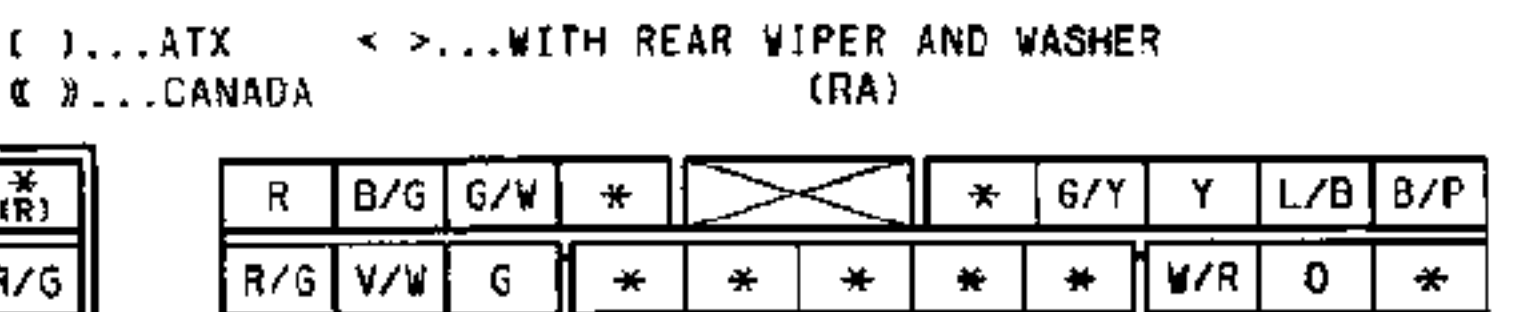 ( )...ATX < >...WITH REAR WIPER AND WASHER
《 》...CANADA (RA)
* R B/G G/W * * G/Y Y L/B B/P
(R)
R/G V/W G * * * * * W/R O *